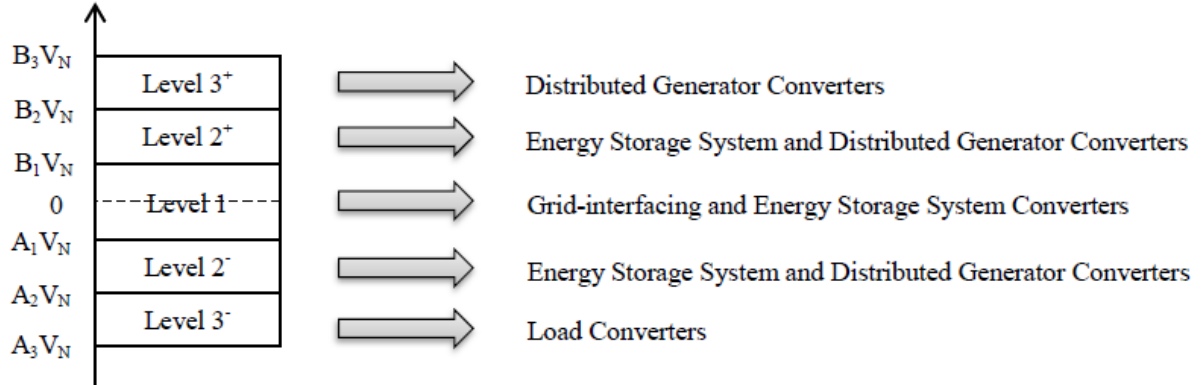 B₃Vₙ
Level 3⁺
Distributed Generator Converters
B₂Vₙ
Level 2⁺
Energy Storage System and Distributed Generator Converters
B₁Vₙ
0
Level 1
Grid-interfacing and Energy Storage System Converters
A₁Vₙ
Level 2⁻
Energy Storage System and Distributed Generator Converters
A₂Vₙ
Level 3⁻
Load Converters
A₃Vₙ